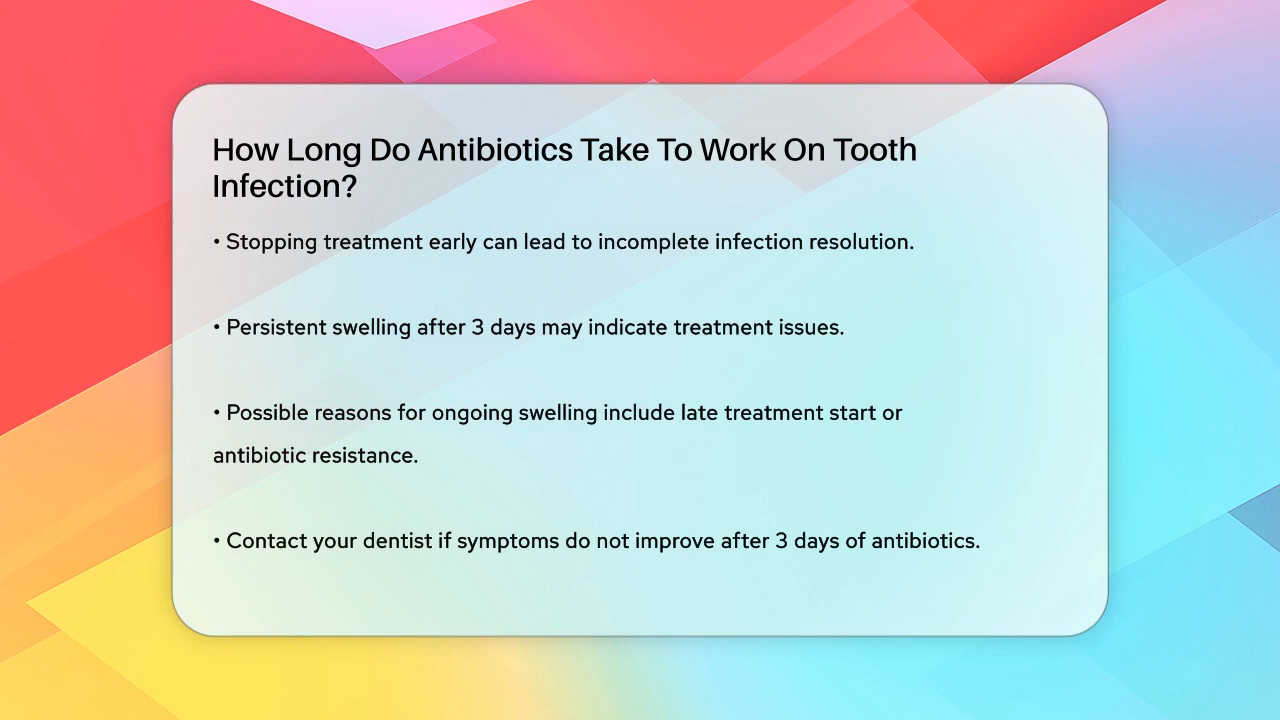 How Long Do Antibiotics Take To Work On Tooth
Infection?
• Stopping treatment early can lead to incomplete infection resolution.
• Persistent swelling after 3 days may indicate treatment issues.
• Possible reasons for ongoing swelling include late treatment start or
antibiotic resistance.
• Contact your dentist if symptoms do not improve after 3 days of antibiotics.